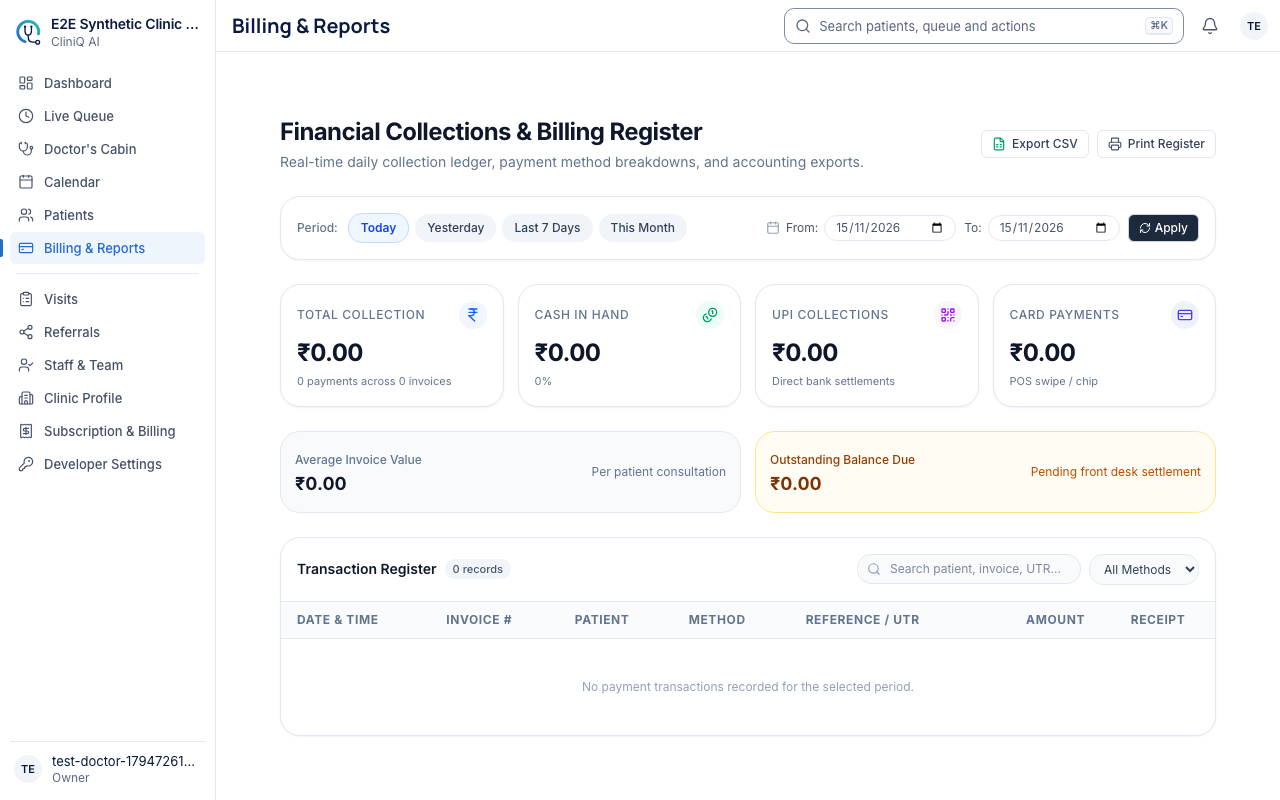 E2E Synthetic Clinic ...
CliniQ AI
Dashboard
Live Queue
Doctor's Cabin
Calendar
Patients
Billing & Reports
Visits
Referrals
Staff & Team
Clinic Profile
Subscription & Billing
Developer Settings
TE
test-doctor-17947261...
Owner
Billing & Reports
Search patients, queue and actions
⌘K
TE
Financial Collections & Billing Register
Real-time daily collection ledger, payment method breakdowns, and accounting exports.
Export CSV
Print Register
Period:
Today
Yesterday
Last 7 Days
This Month
From:
15/11/2026
To:
15/11/2026
Apply
TOTAL COLLECTION
₹0.00
0 payments across 0 invoices
CASH IN HAND
₹0.00
0%
UPI COLLECTIONS
₹0.00
Direct bank settlements
CARD PAYMENTS
₹0.00
POS swipe / chip
Average Invoice Value
₹0.00
Per patient consultation
Outstanding Balance Due
₹0.00
Pending front desk settlement
Transaction Register
0 records
Search patient, invoice, UTR...
All Methods
DATE & TIME INVOICE # PATIENT METHOD REFERENCE / UTR AMOUNT RECEIPT
No payment transactions recorded for the selected period.